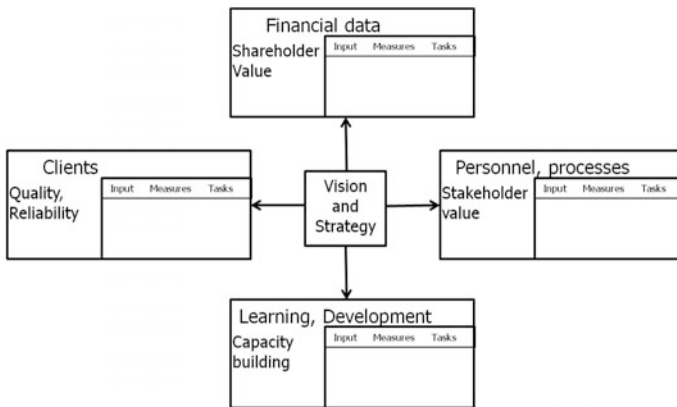 Financial data
Shareholder
Value
Input Measures Tasks
Clients
Quality,
Reliability
Input Measures Tasks
Vision
and
Strategy
Personnel, processes
Stakeholder
value
Input Measures Tasks
Learning, Development
Capacity
building
Input Measures Tasks